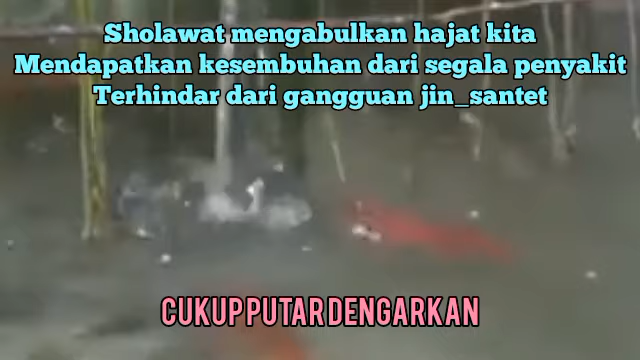 Sholawat mengabulkan hajat kita
Mendapatkan kesembuhan dari segala penyakit
Terhindar dari gangguan jin_santet
CUKUP PUTAR DENGARKAN